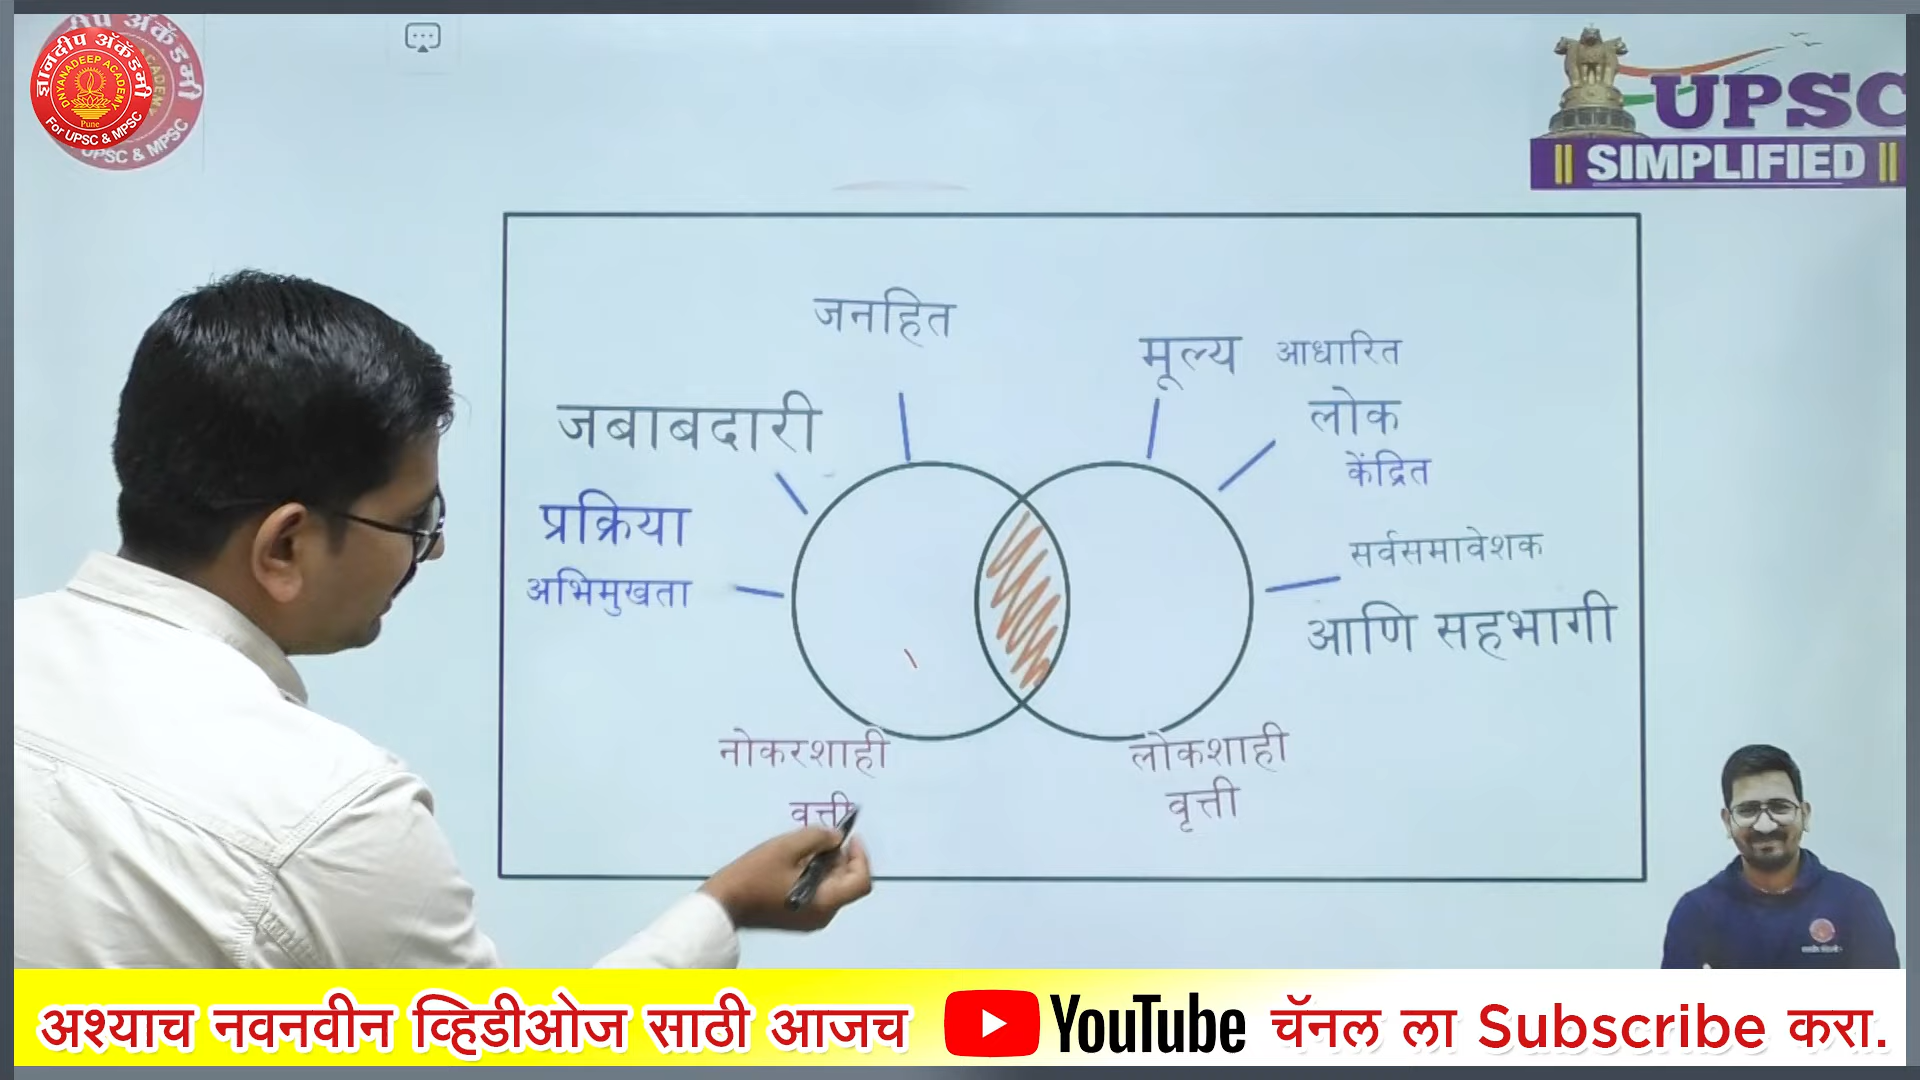 ज्ञानदीप अ‍ॅकॅडमी
DNYANADEEP ACADEMY
Pune
For UPSC & MPSC
UPSC
SIMPLIFIED
जनहित
मूल्य आधारित
जबाबदारी
लोक
केंद्रित
प्रक्रिया
अभिमुखता
सर्वसमावेशक
आणि सहभागी
नोकरशाही
वृत्ती
लोकशाही
वृत्ती
अश्याच नवनवीन व्हिडीओज साठी आजच YouTube चॅनल ला Subscribe करा.